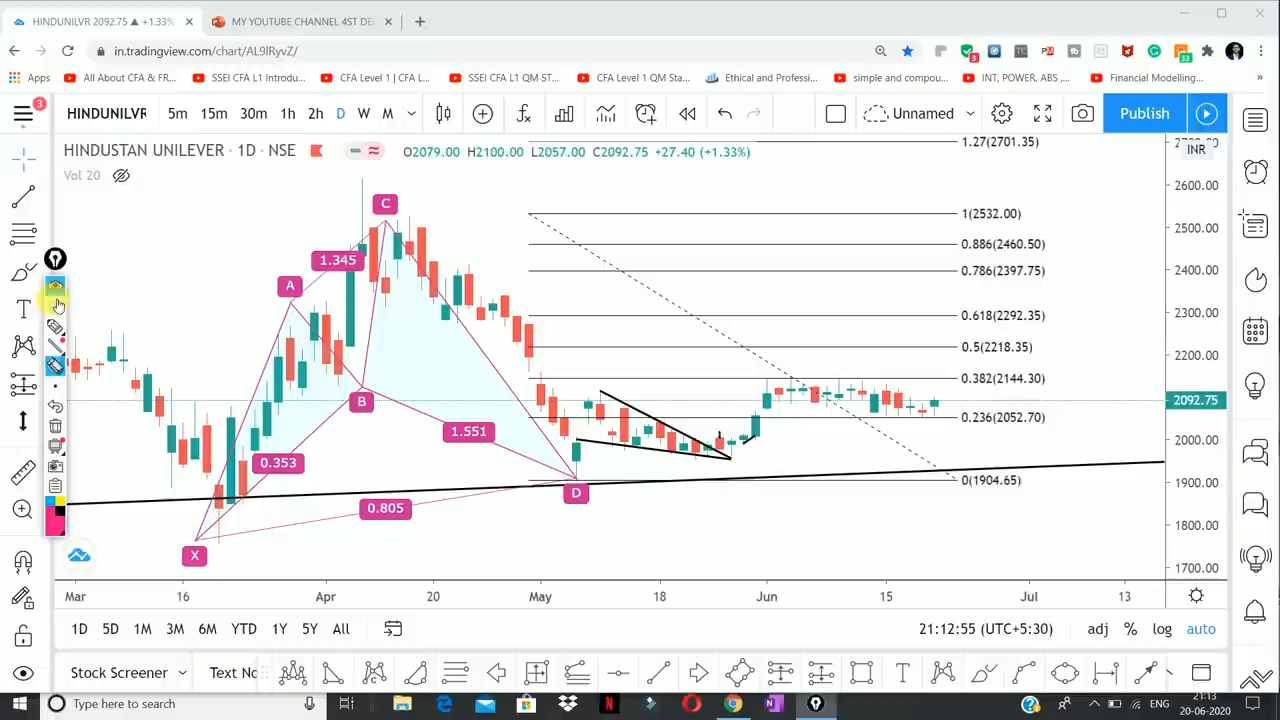 HINDUNILVR 2092.75 ▲ +1.33%
MY YOUTUBE CHANNEL 4ST DE
in.tradingview.com/chart/AL9lRyvZ/
Apps
All About CFA & FR...
SSEI CFA L1 Introdu...
CFA Level 1 | CFA L...
SSEI CFA L1 QM ST...
CFA Level 1 QM Sta...
Ethical and Professi...
simple and compou...
INT, POWER, ABS ,...
Financial Modelling...
»
3
33
3
HINDUNILVR
5m 15m 30m 1h 2h D W M
Unnamed
Publish
HINDUSTAN UNILEVER · 1D · NSE
O2079.00 H2100.00 L2057.00 C2092.75 +27.40 (+1.33%)
Vol 20
INR
1.27(2701.35)
1(2532.00)
0.886(2460.50)
0.786(2397.75)
0.618(2292.35)
0.5(2218.35)
0.382(2144.30)
0.236(2052.70)
0(1904.65)
2600.00
2500.00
2400.00
2300.00
2200.00
2092.75
2000.00
1900.00
1800.00
1700.00
C
1.345
A
B
1.551
0.353
D
0.805
X
Mar 16 Apr 20 May 18 Jun 15 Jul 13
1D 5D 1M 3M 6M YTD 1Y 5Y All
21:12:55 (UTC+5:30)
adj % log auto
Stock Screener
Text No
Type here to search
ENG
21:13
20-06-2020